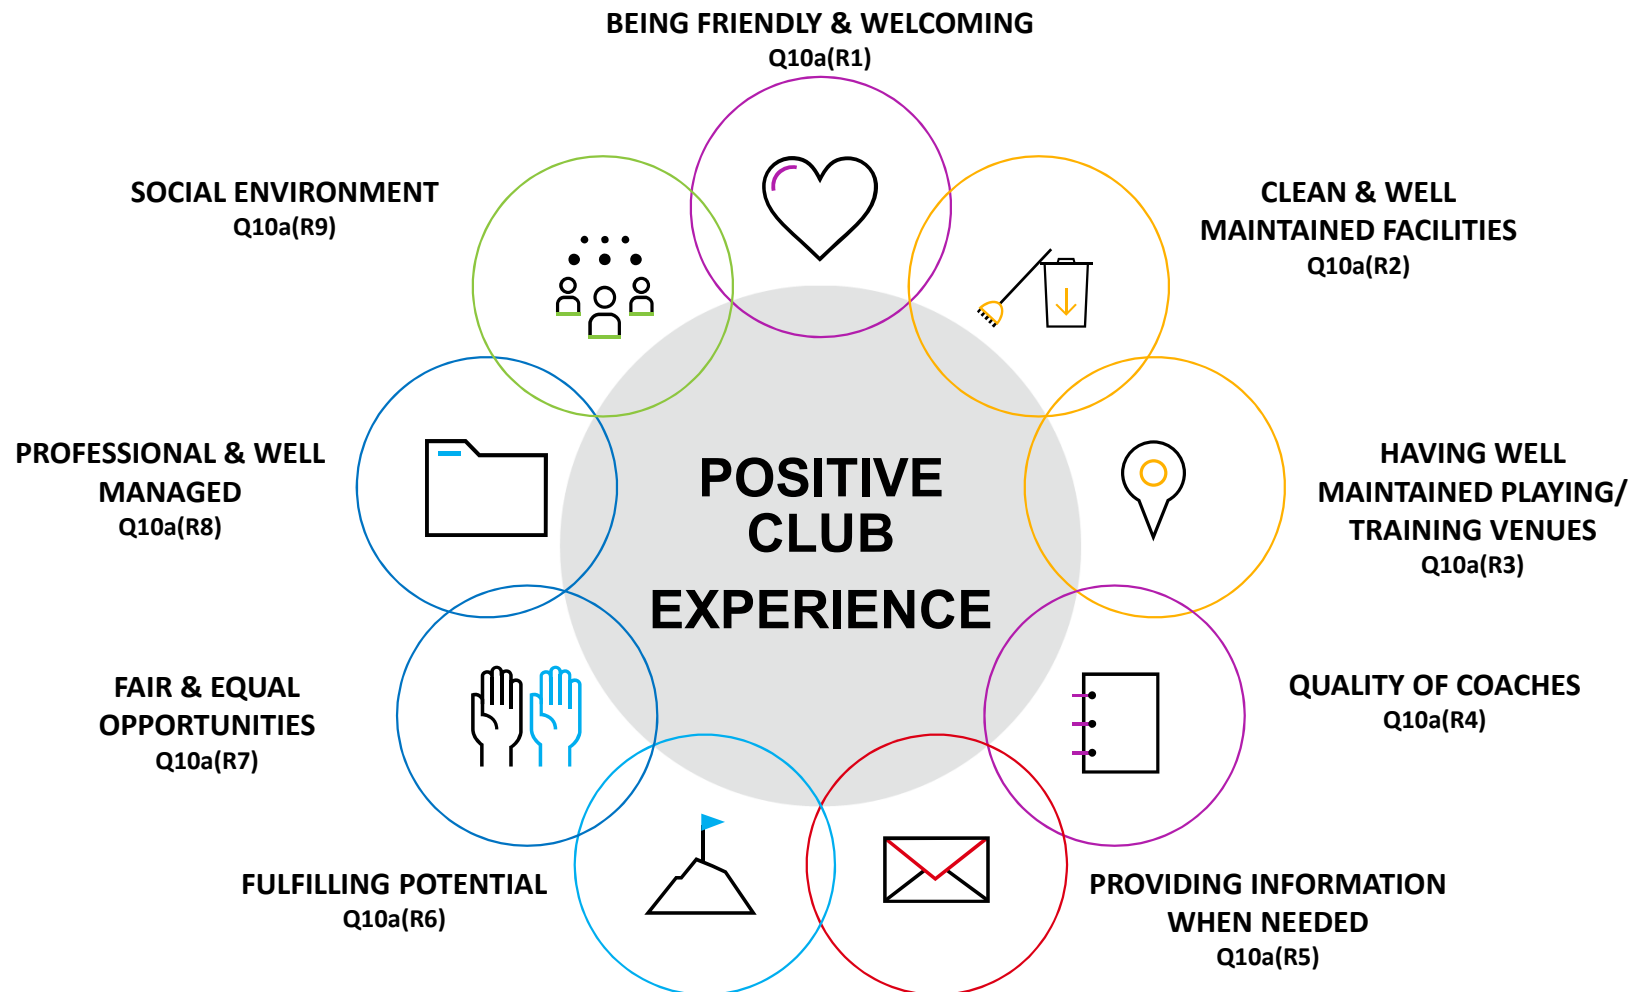 BEING FRIENDLY & WELCOMING
Q10a(R1)
CLEAN & WELL
MAINTAINED FACILITIES
Q10a(R2)
HAVING WELL
MAINTAINED PLAYING/
TRAINING VENUES
Q10a(R3)
QUALITY OF COACHES
Q10a(R4)
PROVIDING INFORMATION
WHEN NEEDED
Q10a(R5)
FULFILLING POTENTIAL
Q10a(R6)
FAIR & EQUAL
OPPORTUNITIES
Q10a(R7)
PROFESSIONAL & WELL
MANAGED
Q10a(R8)
SOCIAL ENVIRONMENT
Q10a(R9)
POSITIVE
CLUB
EXPERIENCE